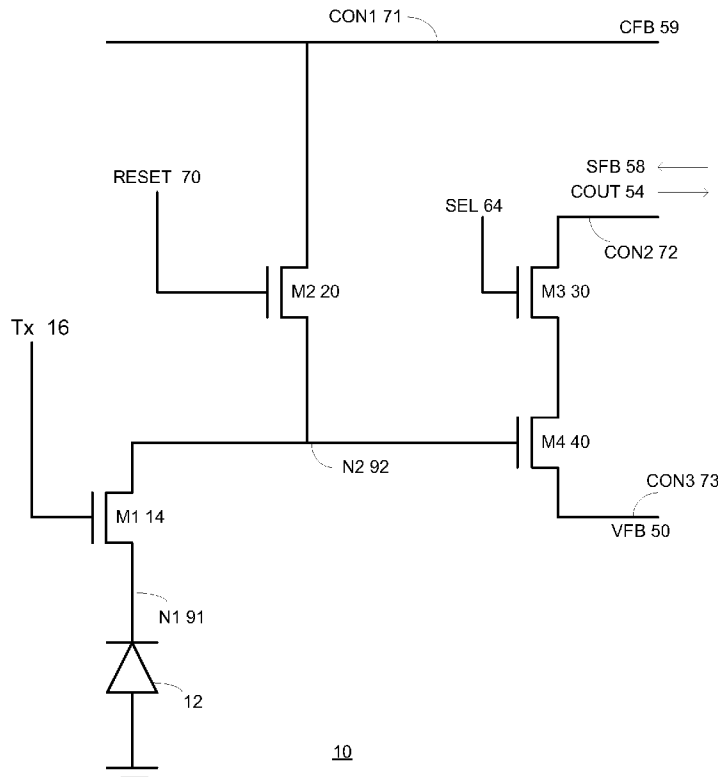 CON1 71
CFB 59
SFB 58
RESET 70
COUT 54
SEL 64
CON2 72
M2 20
M3 30
Tx 16
M4 40
N2 92
CON3 73
M1 14
VFB 50
N1 91
12
10